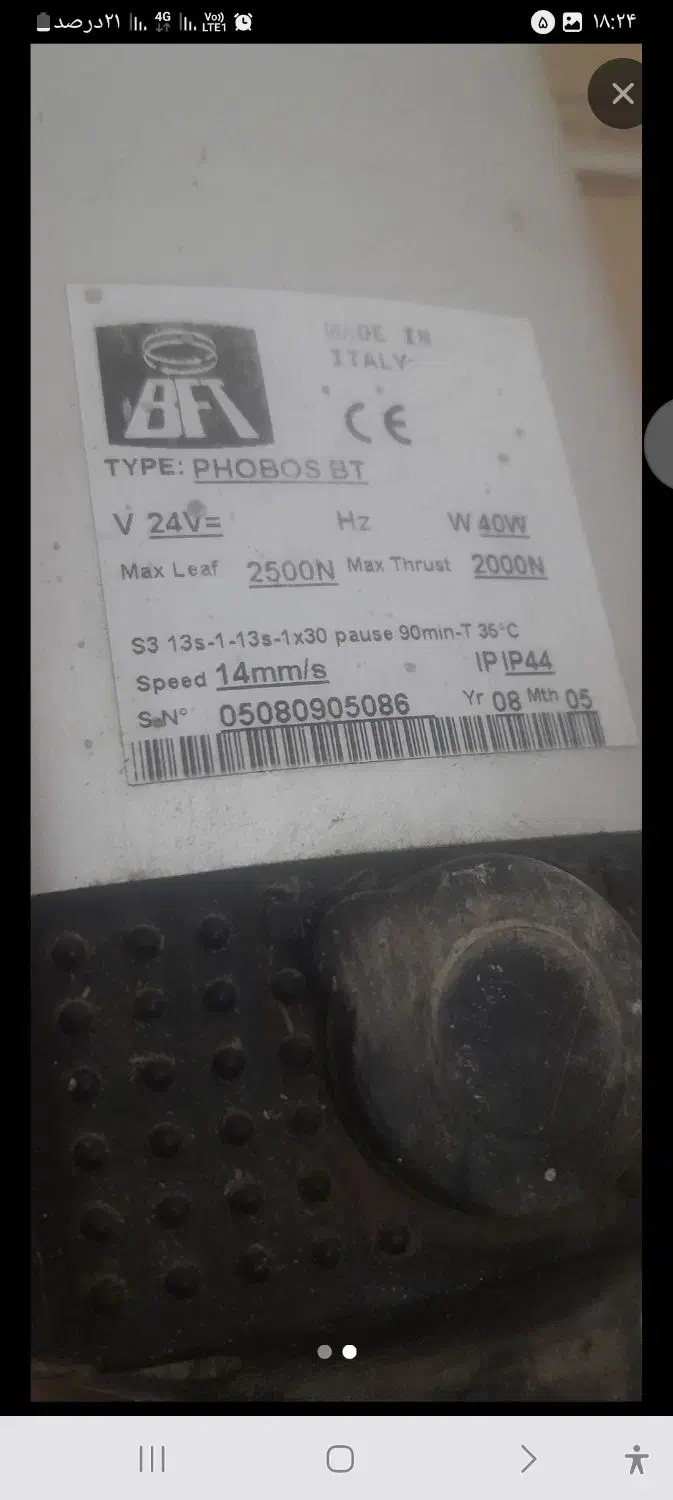 ۲۱درصد 4G Vo)) LTE1 ۵ ۱۸:۲۴
MADE IN
ITALY
BFT
CE
TYPE: PHOBOS BT
V 24V= Hz W 40W
Max Leaf 2500N Max Thrust 2000N
S3 13s-1-13s-1x30 pause 90min-T 35°C
Speed 14mm/s IP IP44
S.N° 05080905086 Yr 08 Mth 05